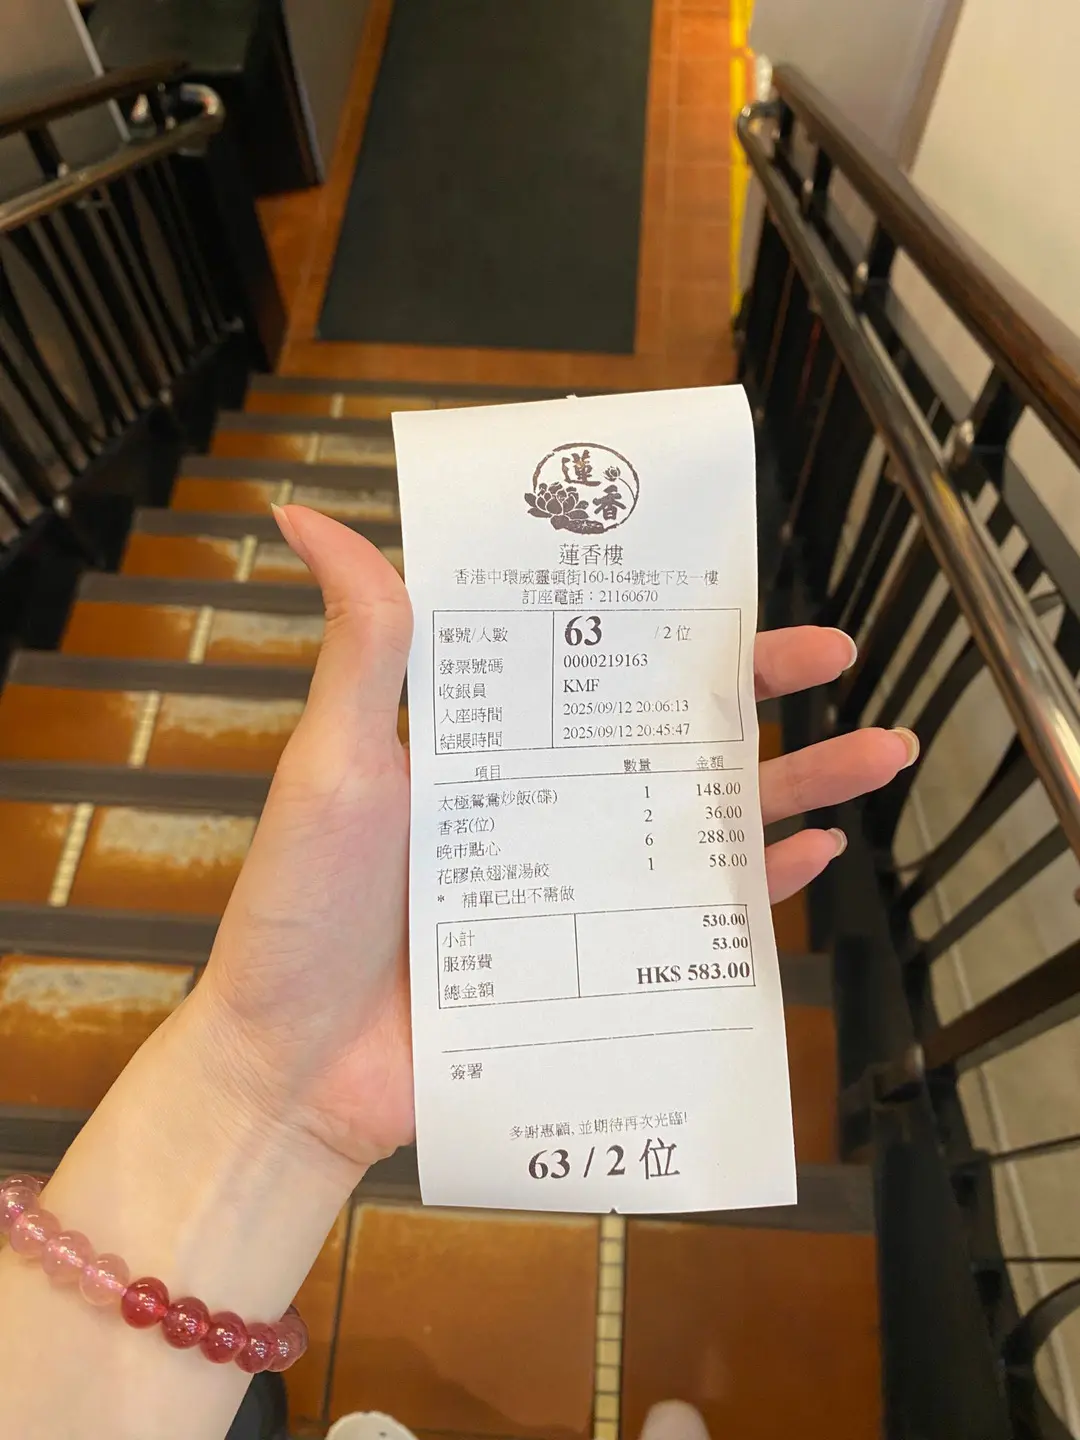 蓮香
蓮香樓
香港中環威靈頓街160-164號地下及一樓
訂座電話：21160670
檯號/人數 63 / 2 位
發票號碼 0000219163
收銀員 KMF
入座時間 2025/09/12 20:06:13
結賬時間 2025/09/12 20:45:47
項目 數量 金額
太極鴛鴦炒飯(碟) 1 148.00
香茗(位) 2 36.00
晚市點心 6 288.00
花膠魚翅灌湯餃 1 58.00
* 補單已出不需做
小計 530.00
服務費 53.00
總金額 HK$ 583.00
簽署
多謝惠顧, 並期待再次光臨!
63 / 2 位